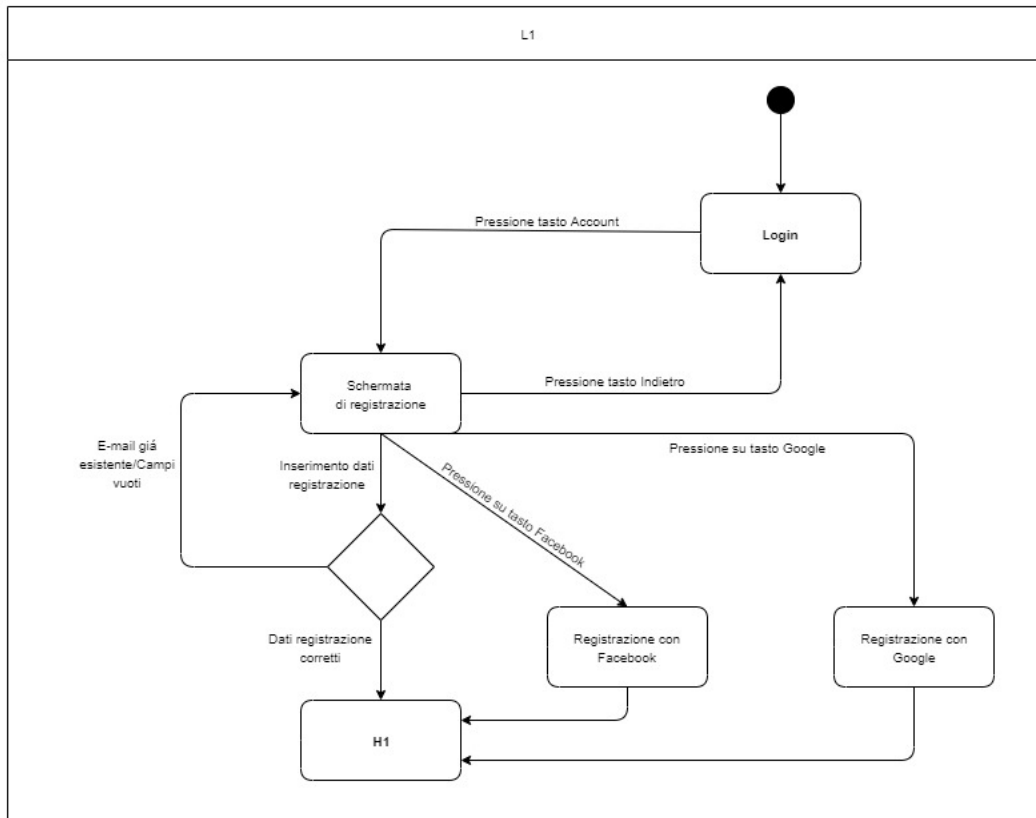 L1
Login
Pressione tasto Account
Schermata
di registrazione
Pressione tasto Indietro
E-mail giá
esistente/Campi
vuoti
Inserimento dati
registrazione
Pressione su tasto Facebook
Pressione su tasto Google
Dati registrazione
corretti
Registrazione con
Facebook
Registrazione con
Google
H1